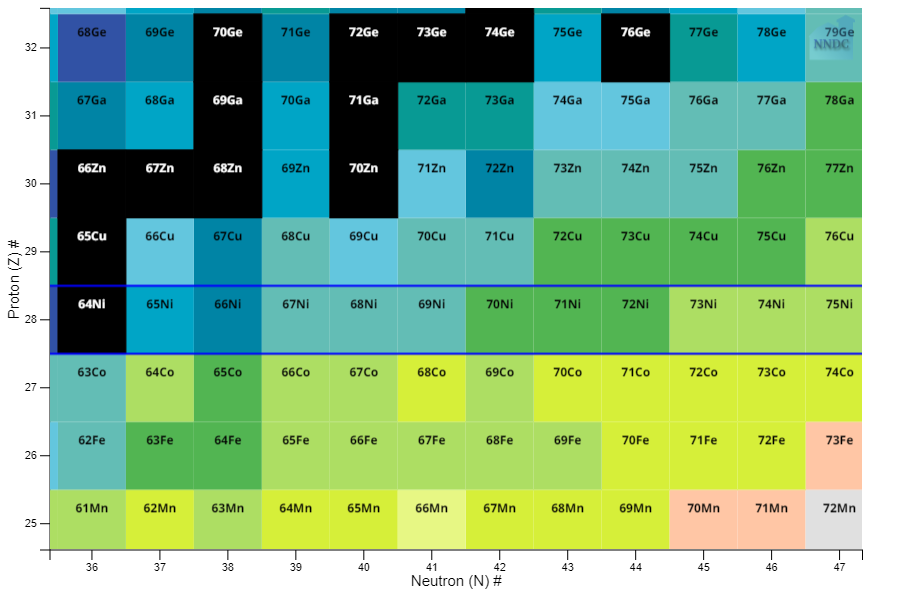 32 68Ge 69Ge 70Ge 71Ge 72Ge 73Ge 74Ge 75Ge 76Ge 77Ge 78Ge 79Ge
NNDC
31 67Ga 68Ga 69Ga 70Ga 71Ga 72Ga 73Ga 74Ga 75Ga 76Ga 77Ga 78Ga
30 66Zn 67Zn 68Zn 69Zn 70Zn 71Zn 72Zn 73Zn 74Zn 75Zn 76Zn 77Zn
29 65Cu 66Cu 67Cu 68Cu 69Cu 70Cu 71Cu 72Cu 73Cu 74Cu 75Cu 76Cu
Proton (Z) #
28 64Ni 65Ni 66Ni 67Ni 68Ni 69Ni 70Ni 71Ni 72Ni 73Ni 74Ni 75Ni
27 63Co 64Co 65Co 66Co 67Co 68Co 69Co 70Co 71Co 72Co 73Co 74Co
26 62Fe 63Fe 64Fe 65Fe 66Fe 67Fe 68Fe 69Fe 70Fe 71Fe 72Fe 73Fe
25 61Mn 62Mn 63Mn 64Mn 65Mn 66Mn 67Mn 68Mn 69Mn 70Mn 71Mn 72Mn
36 37 38 39 40 41 42 43 44 45 46 47
Neutron (N) #